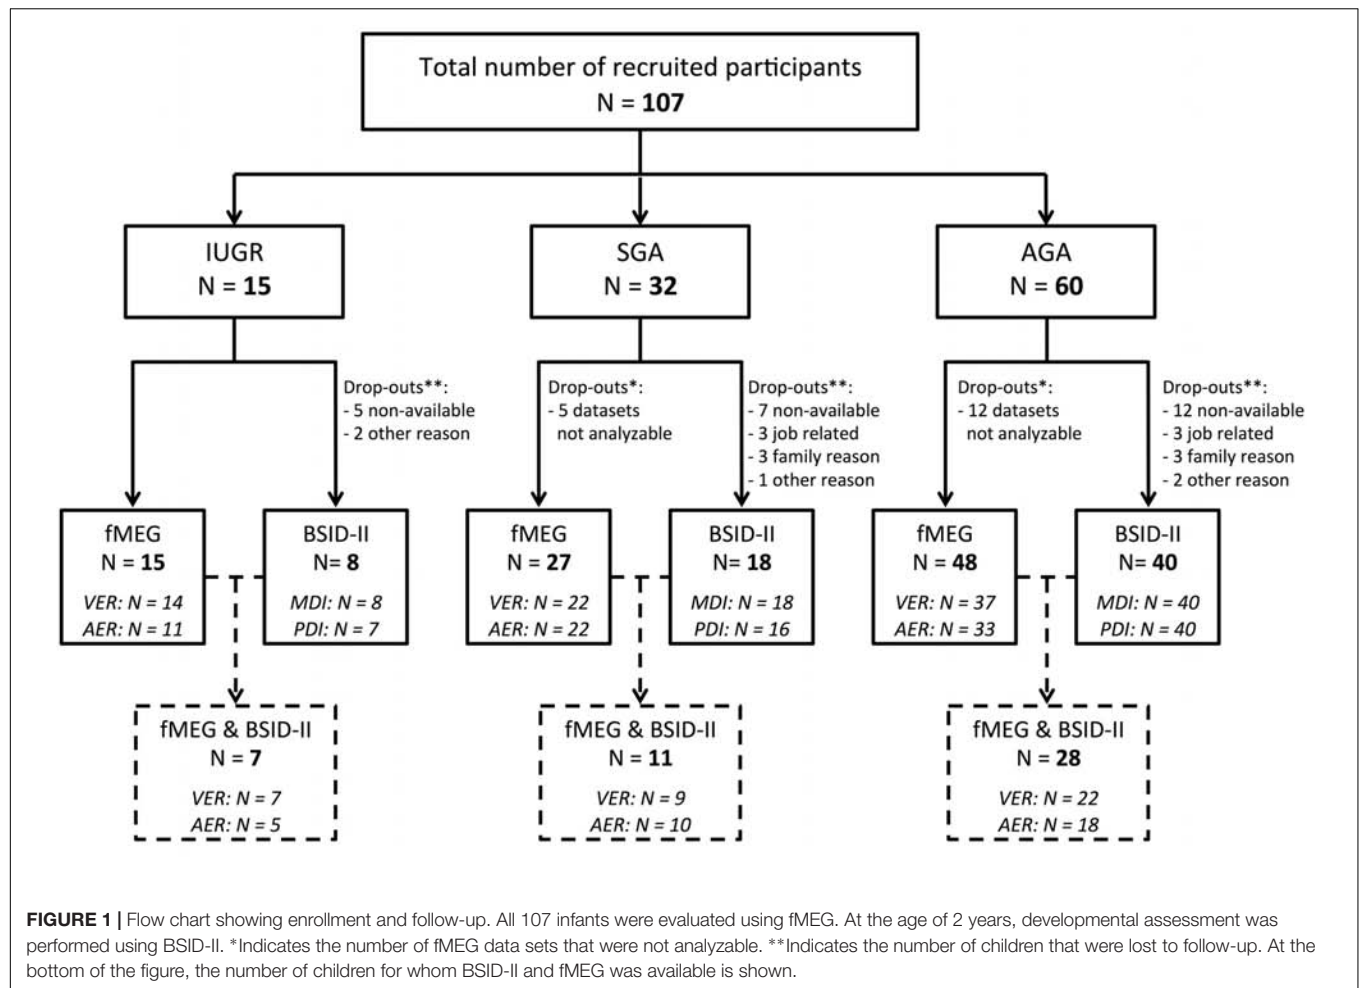 Total number of recruited participants
N = 107
IUGR
N = 15
SGA
N = 32
AGA
N = 60
Drop-outs**:
- 5 non-available
- 2 other reason
Drop-outs*:
- 5 datasets
not analyzable
Drop-outs**:
- 7 non-available
- 3 job related
- 3 family reason
- 1 other reason
Drop-outs*:
- 12 datasets
not analyzable
Drop-outs**:
- 12 non-available
- 3 job related
- 3 family reason
- 2 other reason
fMEG
N = 15
VER: N = 14
AER: N = 11
BSID-II
N= 8
MDI: N = 8
PDI: N = 7
fMEG
N = 27
VER: N = 22
AER: N = 22
BSID-II
N= 18
MDI: N = 18
PDI: N = 16
fMEG
N = 48
VER: N = 37
AER: N = 33
BSID-II
N= 40
MDI: N = 40
PDI: N = 40
fMEG & BSID-II
N = 7
VER: N = 7
AER: N = 5
fMEG & BSID-II
N = 11
VER: N = 9
AER: N = 10
fMEG & BSID-II
N = 28
VER: N = 22
AER: N = 18
FIGURE 1 | Flow chart showing enrollment and follow-up. All 107 infants were evaluated using fMEG. At the age of 2 years, developmental assessment was
performed using BSID-II. *Indicates the number of fMEG data sets that were not analyzable. **Indicates the number of children that were lost to follow-up. At the
bottom of the figure, the number of children for whom BSID-II and fMEG was available is shown.